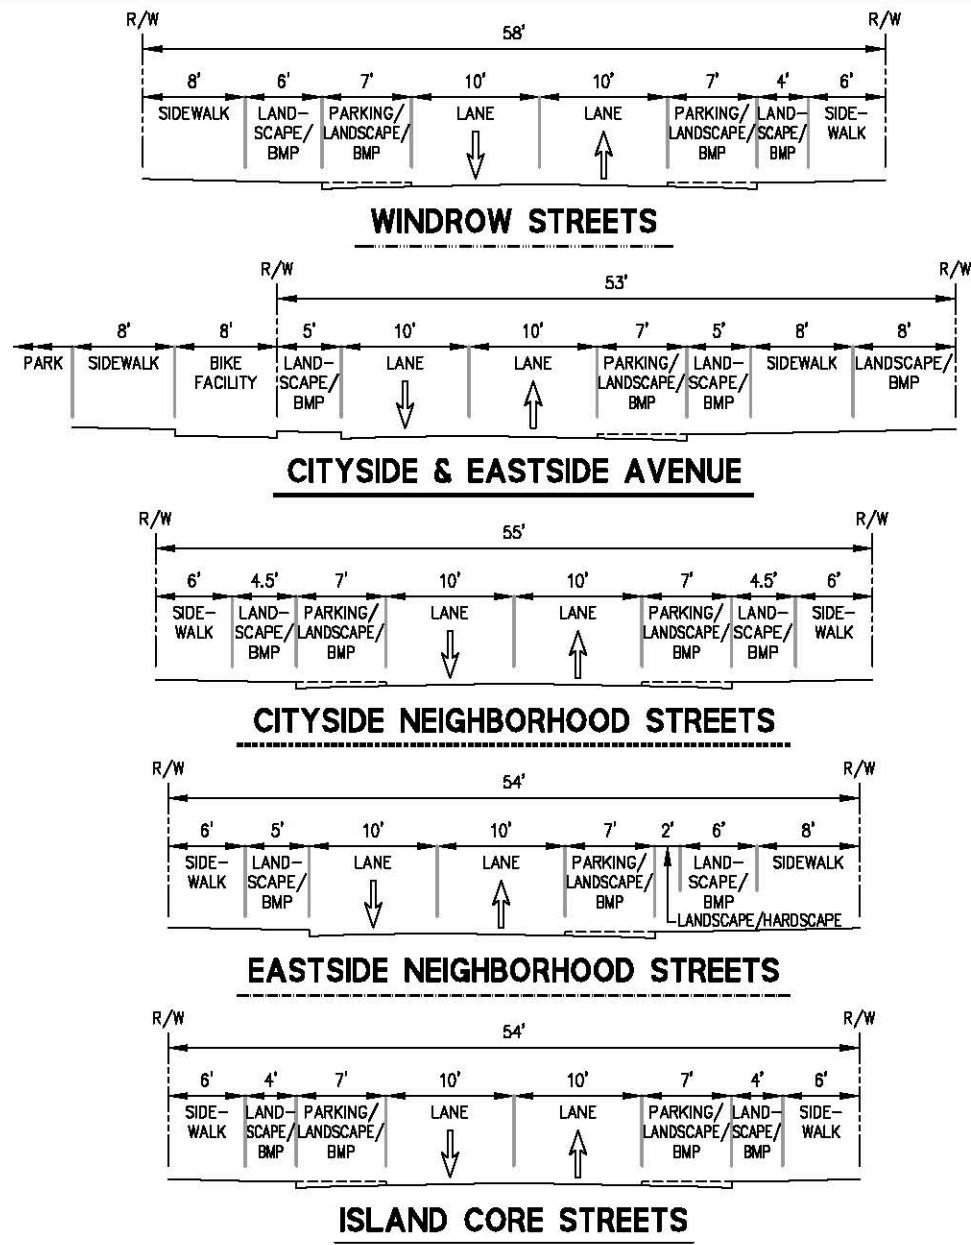 R/W R/W
58'
8' 6' 7' 10' 10' 7' 4' 6'
SIDEWALK LAND- PARKING/ LANE LANE PARKING/ LAND- SIDE-
SCAPE/ LANDSCAPE/ LANDSCAPE/ SCAPE/ WALK
BMP BMP BMP BMP
WINDROW STREETS
R/W R/W
53'
8' 8' 5' 10' 10' 7' 5' 8' 8'
PARK SIDEWALK BIKE LAND- LANE LANE PARKING/ LAND- SIDEWALK LANDSCAPE/
FACILITY SCAPE/ LANDSCAPE/ SCAPE/ BMP
BMP BMP BMP
CITYSIDE & EASTSIDE AVENUE
R/W R/W
55'
6' 4.5' 7' 10' 10' 7' 4.5' 6'
SIDE- LAND- PARKING/ LANE LANE PARKING/ LAND- SIDE-
WALK SCAPE/ LANDSCAPE/ LANDSCAPE/ SCAPE/ WALK
BMP BMP BMP BMP
CITYSIDE NEIGHBORHOOD STREETS
R/W R/W
54'
6' 5' 10' 10' 7' 2' 6' 8'
SIDE- LAND- LANE LANE PARKING/ LAND- SIDEWALK
WALK SCAPE/ LANDSCAPE/ SCAPE/
BMP BMP BMP
LANDSCAPE/HARDSCAPE
EASTSIDE NEIGHBORHOOD STREETS
R/W R/W
54'
6' 4' 7' 10' 10' 7' 4' 6'
SIDE- LAND- PARKING/ LANE LANE PARKING/ LAND- SIDE-
WALK SCAPE/ LANDSCAPE/ LANDSCAPE/ SCAPE/ WALK
BMP BMP BMP BMP
ISLAND CORE STREETS